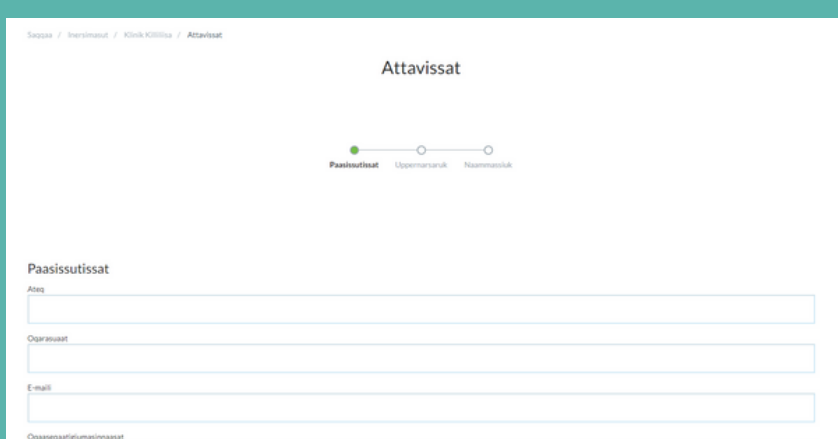 Saqqaa / Inersimasut / Klinik Killiliisa / Attavissat
Attavissat
Paasissutissat Uppernarsaruk Naammassiuk
Paasissutissat
Ateq
Oqarasuaat
E-maili